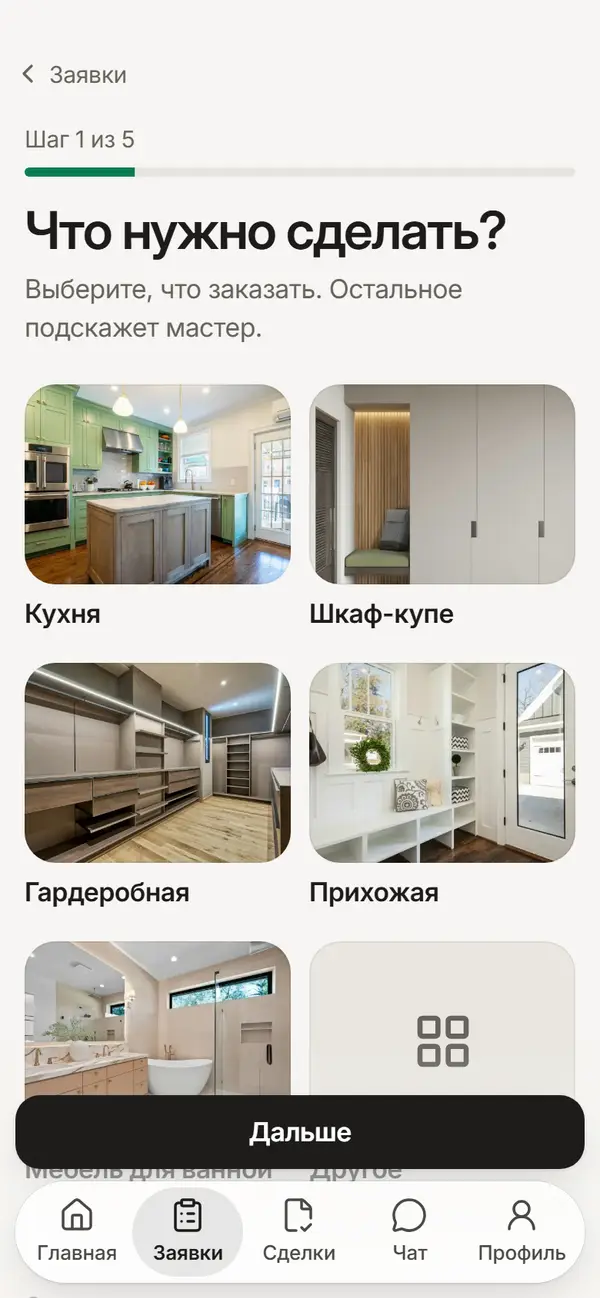 Заявки
Шаг 1 из 5
Что нужно сделать?
Выберите, что заказать. Остальное
подскажет мастер.
Кухня
Шкаф-купе
Гардеробная
Прихожая
Дальше
Мебель для ванной
Другое
Главная
Заявки
Сделки
Чат
Профиль